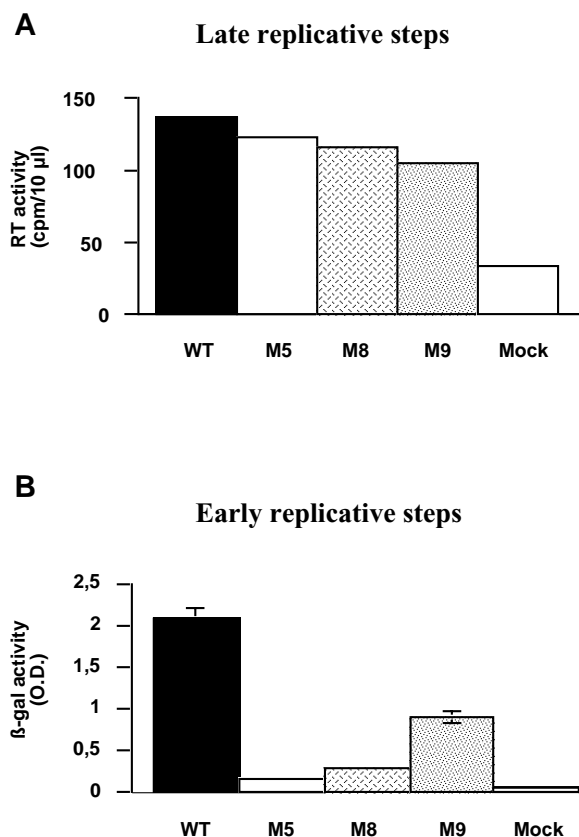 A
Late replicative steps
RT activity
(cpm/10 µl)
150
100
50
0
WT M5 M8 M9 Mock
B
Early replicative steps
ß-gal activity
(O.D.)
2,5
2
1,5
1
0,5
0
WT M5 M8 M9 Mock